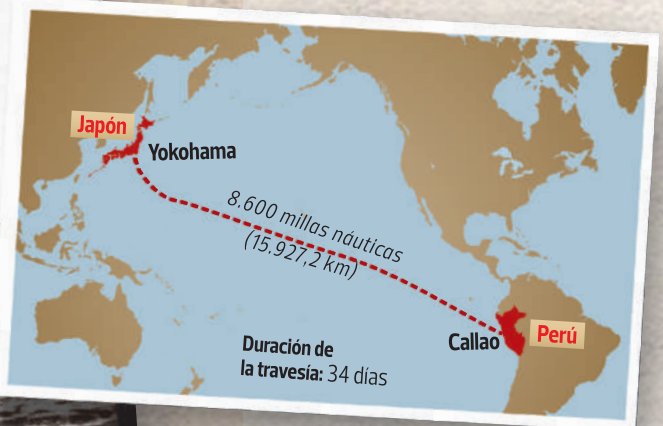 Japón
Yokohama
8.600 millas náuticas
(15.927,2 km)
Duración de
la travesía: 34 días
Callao
Perú